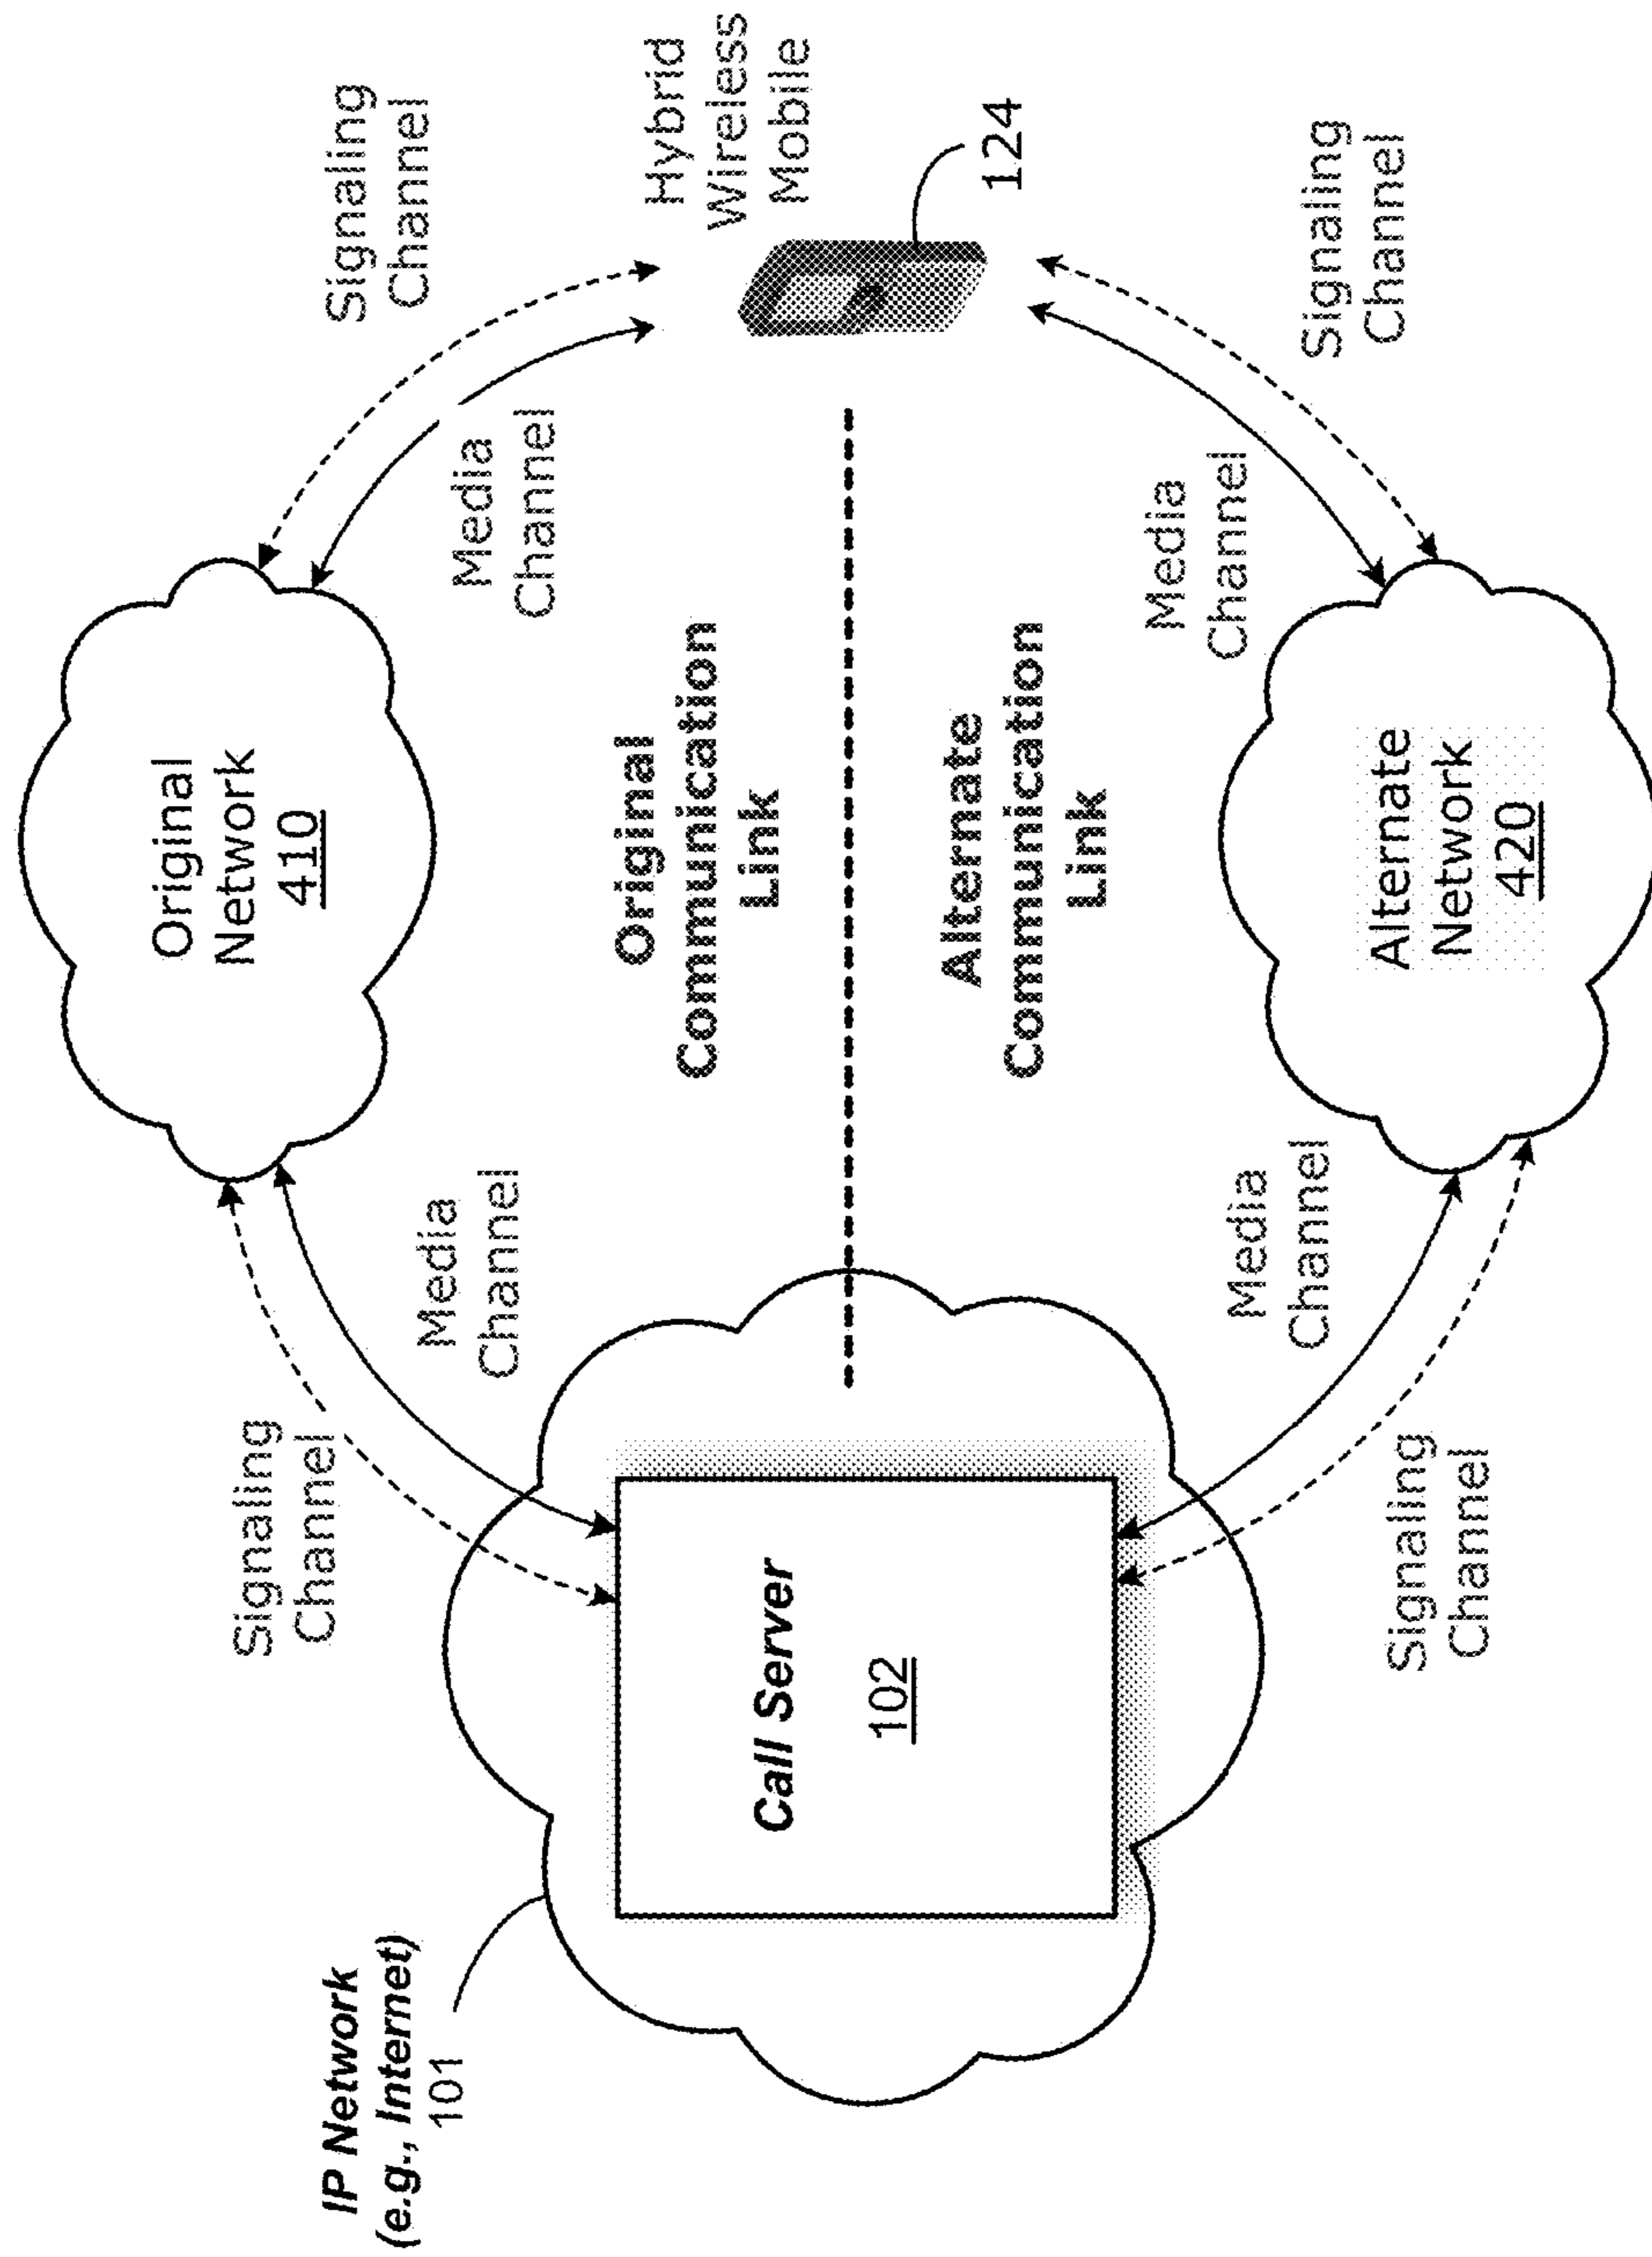 IP Network
(e.g., Internet)
101
Signaling
Channel
Media
Channel
Original
Network
410
Signaling
Channel
Media
Channel
Hybrid
Wireless
Mobile
124
Original
Communication
Link
Call Server
102
Alternate
Communication
Link
Media
Channel
Signaling
Channel
Alternate
Network
420
Media
Channel
Signaling
Channel